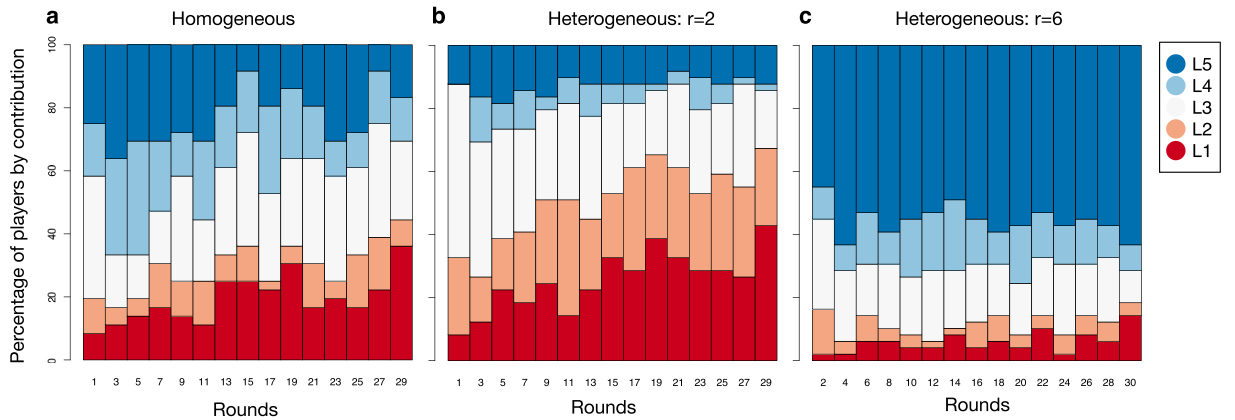 a Homogeneous
b Heterogeneous: r=2
c Heterogeneous: r=6
Percentage of players by contribution
100
80
60
40
20
0
1 3 5 7 9 11 13 15 17 19 21 23 25 27 29
Rounds
1 3 5 7 9 11 13 15 17 19 21 23 25 27 29
Rounds
2 4 6 8 10 12 14 16 18 20 22 24 26 28 30
Rounds
L5
L4
L3
L2
L1